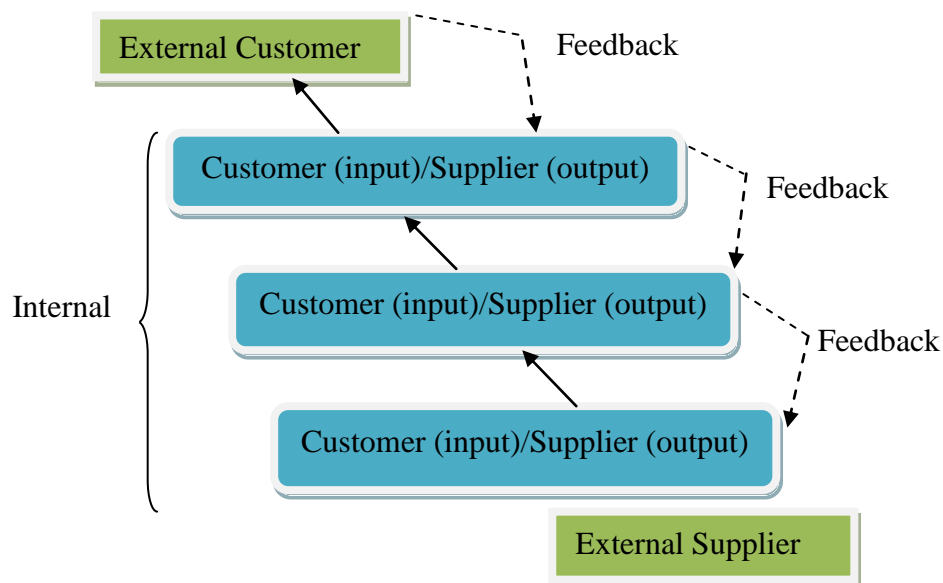 External Customer
Feedback
Customer (input)/Supplier (output)
Feedback
Customer (input)/Supplier (output)
Internal
Feedback
Customer (input)/Supplier (output)
External Supplier